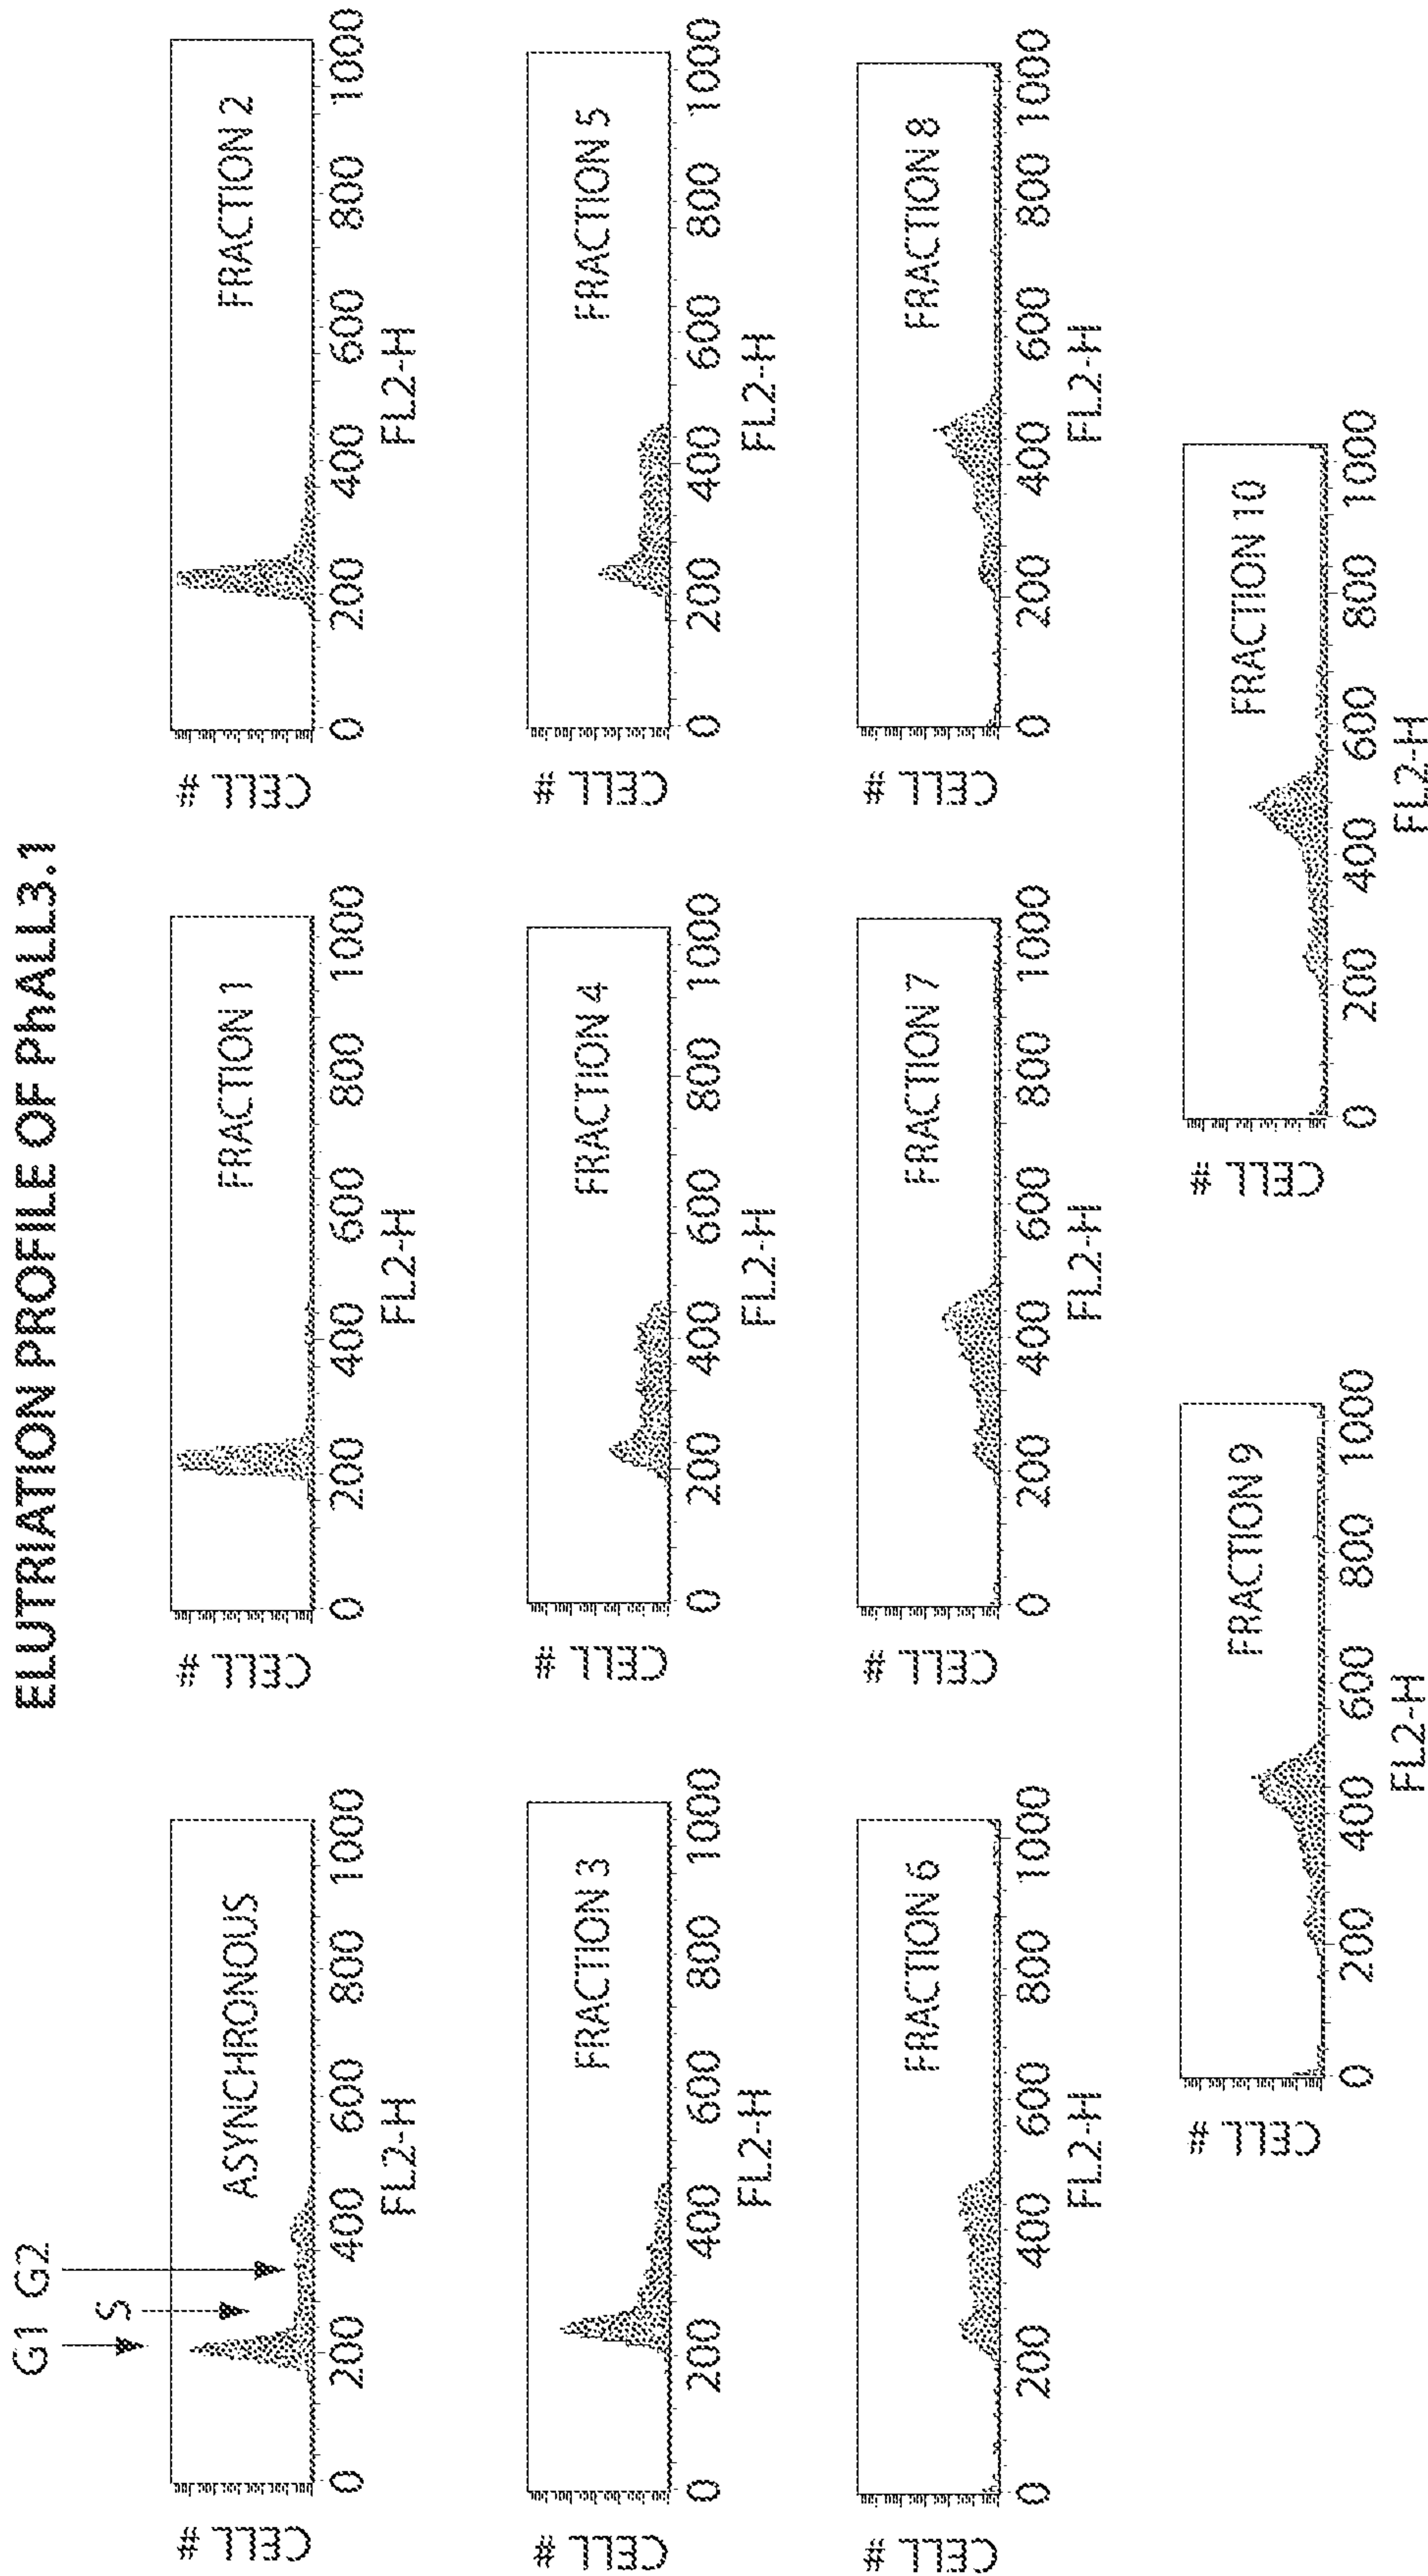 ELUTRIATION PROFILE OF PhALL3.1
G1 G2
S
CELL #
ASYNCHRONOUS
0 200 400 600 800 1000
FL2-H
CELL #
FRACTION 1
0 200 400 600 800 1000
FL2-H
CELL #
FRACTION 2
0 200 400 600 800 1000
FL2-H
CELL #
FRACTION 3
0 200 400 600 800 1000
FL2-H
CELL #
FRACTION 4
0 200 400 600 800 1000
FL2-H
CELL #
FRACTION 5
0 200 400 600 800 1000
FL2-H
CELL #
FRACTION 6
0 200 400 600 800 1000
FL2-H
CELL #
FRACTION 7
0 200 400 600 800 1000
FL2-H
CELL #
FRACTION 8
0 200 400 600 800 1000
FL2-H
CELL #
FRACTION 9
0 200 400 600 800 1000
FL2-H
CELL #
FRACTION 10
0 200 400 600 800 1000
FL2-H